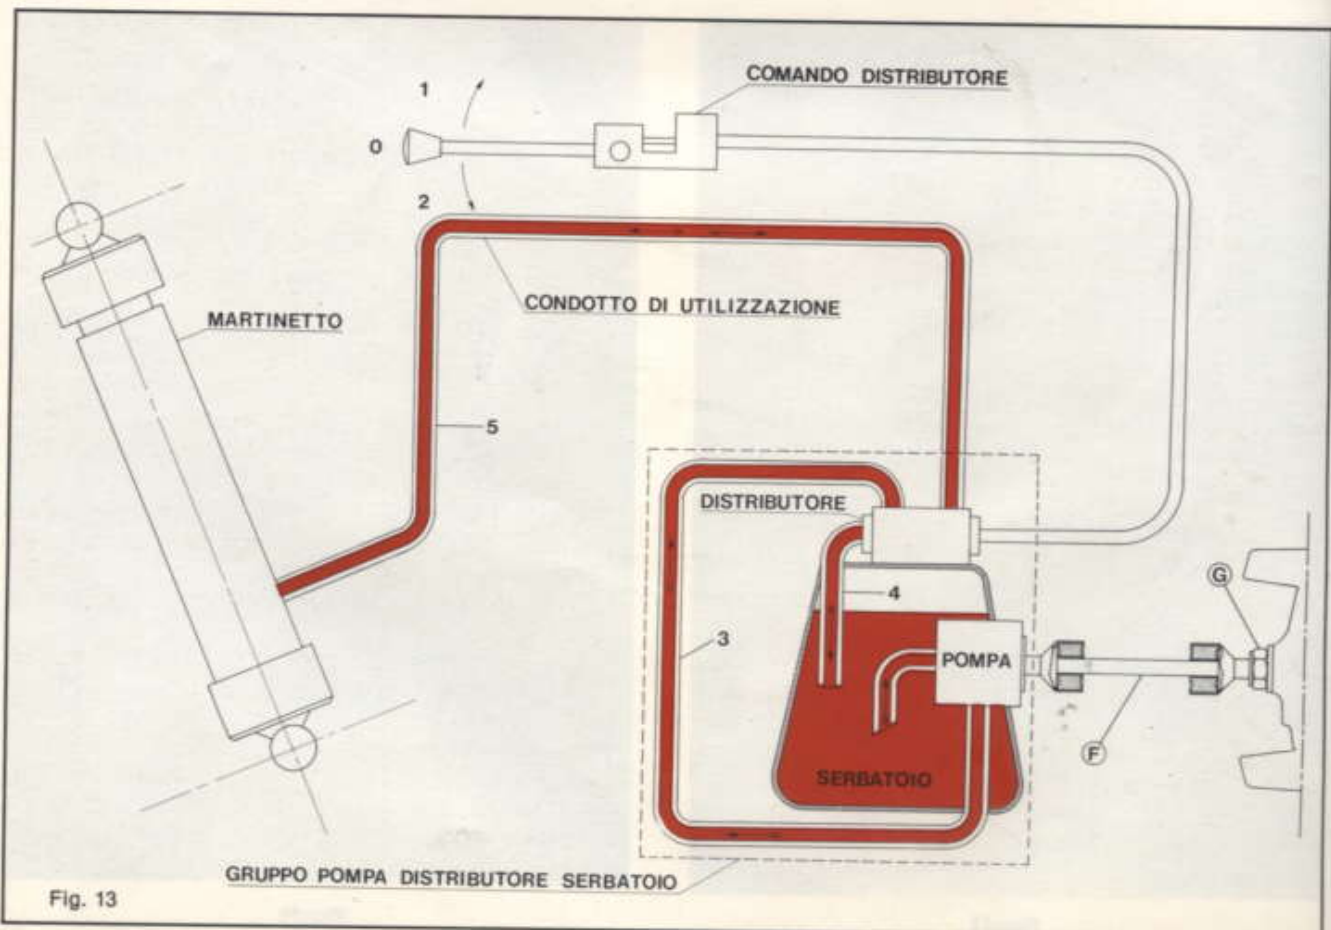 COMANDO DISTRIBUTORE
1
0
2
CONDOTTO DI UTILIZZAZIONE
MARTINETTO
5
DISTRIBUTORE
4
G
3
POMPA
F
SERBATOIO
GRUPPO POMPA DISTRIBUTORE SERBATOIO
Fig. 13